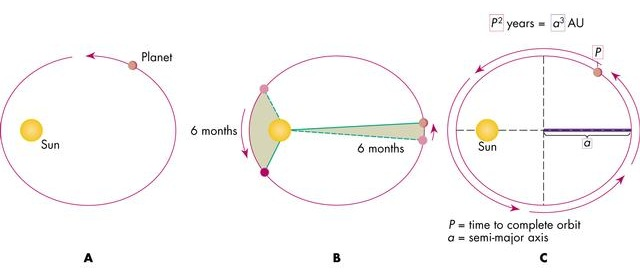 P² years = a³ AU
Planet
Sun
A
6 months
6 months
B
P
Sun
a
P = time to complete orbit
a = semi-major axis
C